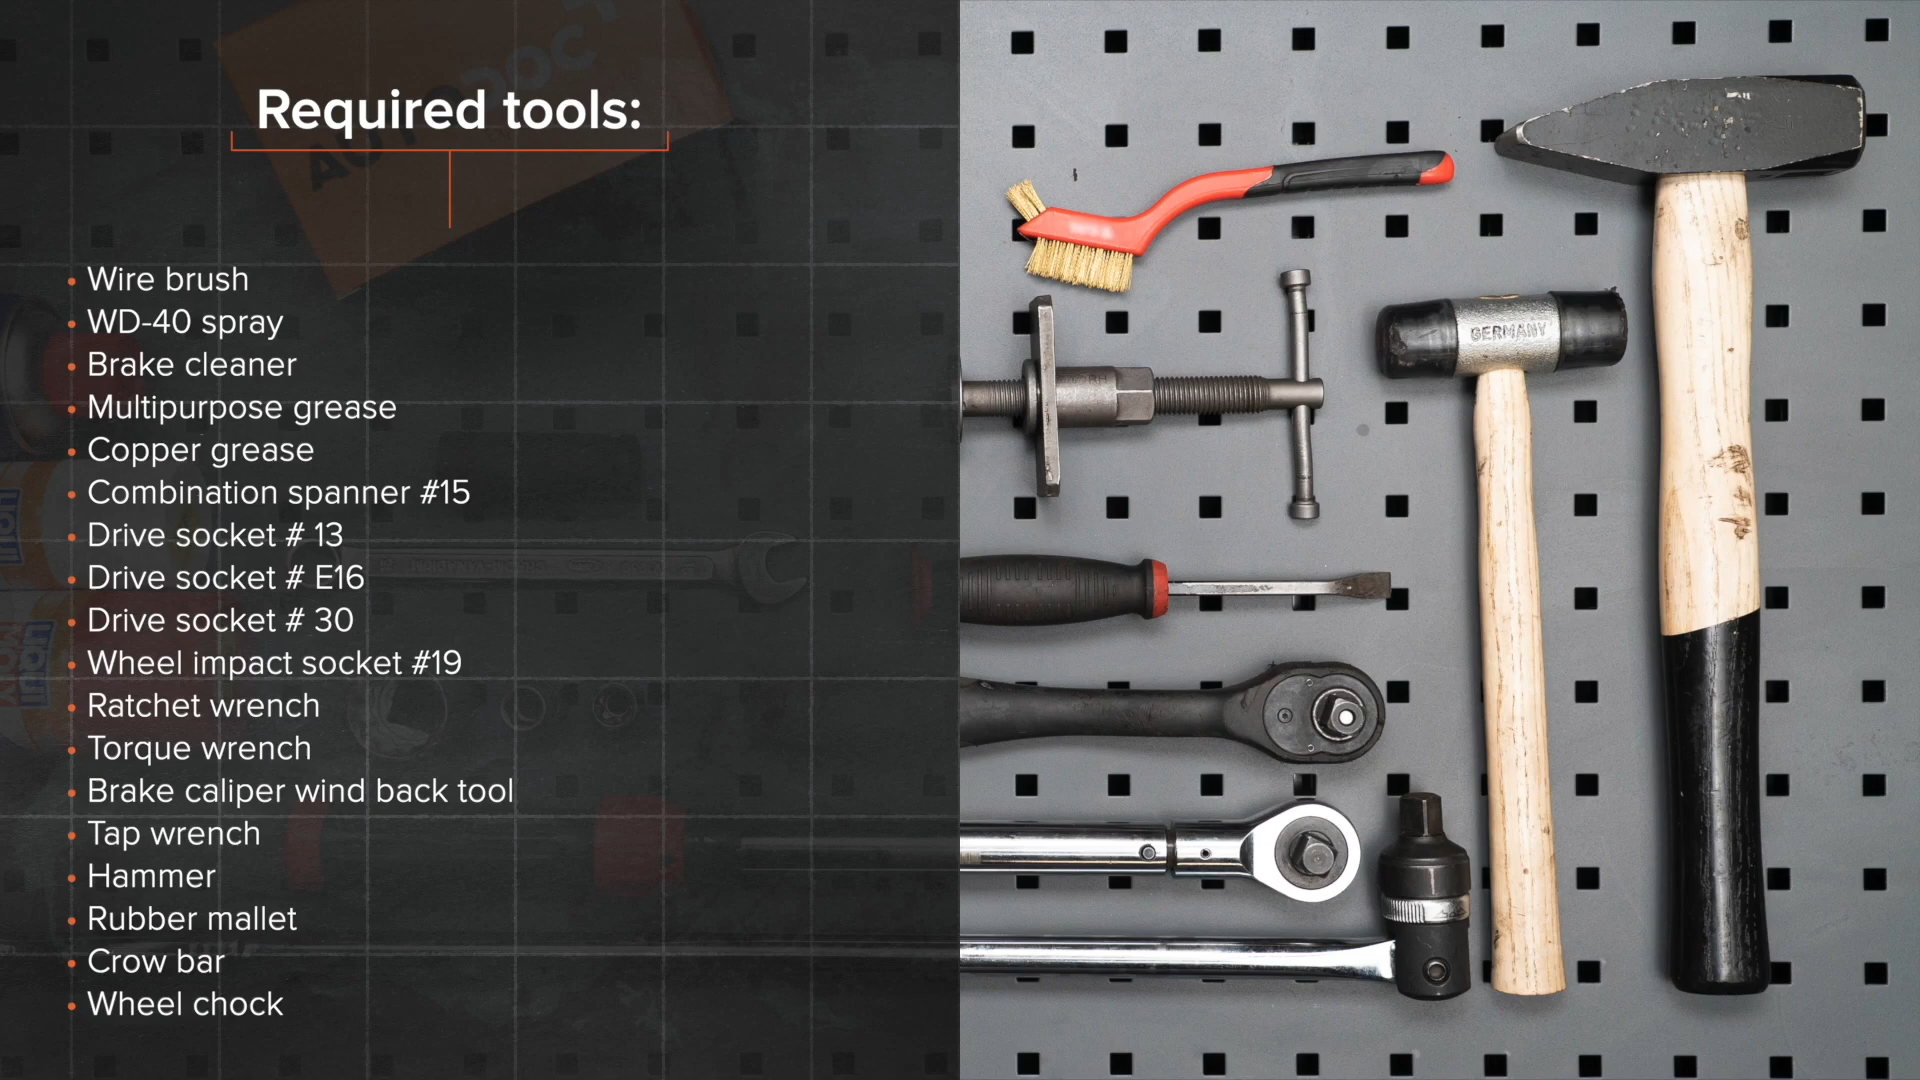 AUTODOC
Required tools:
Wire brush
WD-40 spray
Brake cleaner
Multipurpose grease
Copper grease
Combination spanner #15
Drive socket # 13
Drive socket # E16
Drive socket # 30
Wheel impact socket #19
Ratchet wrench
Torque wrench
Brake caliper wind back tool
Tap wrench
Hammer
Rubber mallet
Crow bar
Wheel chock
GERMANY